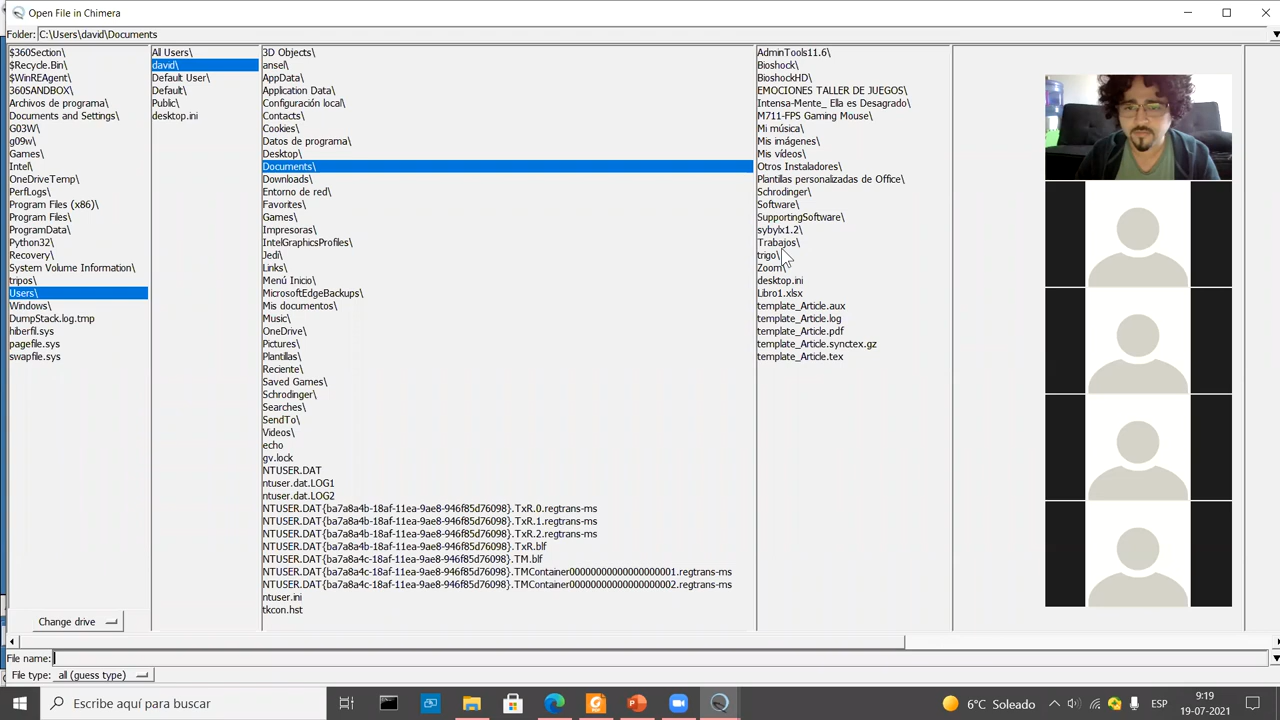 Open File in Chimera
Folder: C:\Users\david\Documents
$360Section\
$Recycle.Bin\
$WinREAgent\
360SANDBOX\
Archivos de programa\
Documents and Settings\
G03W\
g09w\
Games\
Intel\
OneDriveTemp\
PerfLogs\
Program Files (x86)\
Program Files\
ProgramData\
Python32\
Recovery\
System Volume Information\
tripos\
Users\
Windows\
DumpStack.log.tmp
hiberfil.sys
pagefile.sys
swapfile.sys
All Users\
david\
Default User\
Default\
Public\
desktop.ini
3D Objects\
ansel\
AppData\
Application Data\
Configuración local\
Contacts\
Cookies\
Datos de programa\
Desktop\
Documents\
Downloads\
Entorno de red\
Favorites\
Games\
Impresoras\
IntelGraphicsProfiles\
Jedi\
Links\
Menú Inicio\
MicrosoftEdgeBackups\
Mis documentos\
Music\
OneDrive\
Pictures\
Plantillas\
Reciente\
Saved Games\
Schrodinger\
Searches\
SendTo\
Videos\
echo
gv.lock
NTUSER.DAT
ntuser.dat.LOG1
ntuser.dat.LOG2
NTUSER.DAT{ba7a8a4b-18af-11ea-9ae8-946f85d76098}.TxR.0.regtrans-ms
NTUSER.DAT{ba7a8a4b-18af-11ea-9ae8-946f85d76098}.TxR.1.regtrans-ms
NTUSER.DAT{ba7a8a4b-18af-11ea-9ae8-946f85d76098}.TxR.2.regtrans-ms
NTUSER.DAT{ba7a8a4b-18af-11ea-9ae8-946f85d76098}.TxR.blf
NTUSER.DAT{ba7a8a4c-18af-11ea-9ae8-946f85d76098}.TM.blf
NTUSER.DAT{ba7a8a4c-18af-11ea-9ae8-946f85d76098}.TMContainer00000000000000000001.regtrans-ms
NTUSER.DAT{ba7a8a4c-18af-11ea-9ae8-946f85d76098}.TMContainer00000000000000000002.regtrans-ms
ntuser.ini
tkcon.hst
AdminTools11.6\
Bioshock\
BioshockHD\
EMOCIONES TALLER DE JUEGOS\
Intensa-Mente_ Ella es Desagrado\
M711-FPS Gaming Mouse\
Mi música\
Mis imágenes\
Mis vídeos\
Otros Instaladores\
Plantillas personalizadas de Office\
Schrodinger\
Software\
SupportingSoftware\
sybylx1.2\
Trabajos\
trigo\
Zoom\
desktop.ini
Libro1.xlsx
template_Article.aux
template_Article.log
template_Article.pdf
template_Article.synctex.gz
template_Article.tex
Change drive
File name:
File type: all (guess type)
Escribe aquí para buscar
6°C Soleado
ESP
9:19
19-07-2021